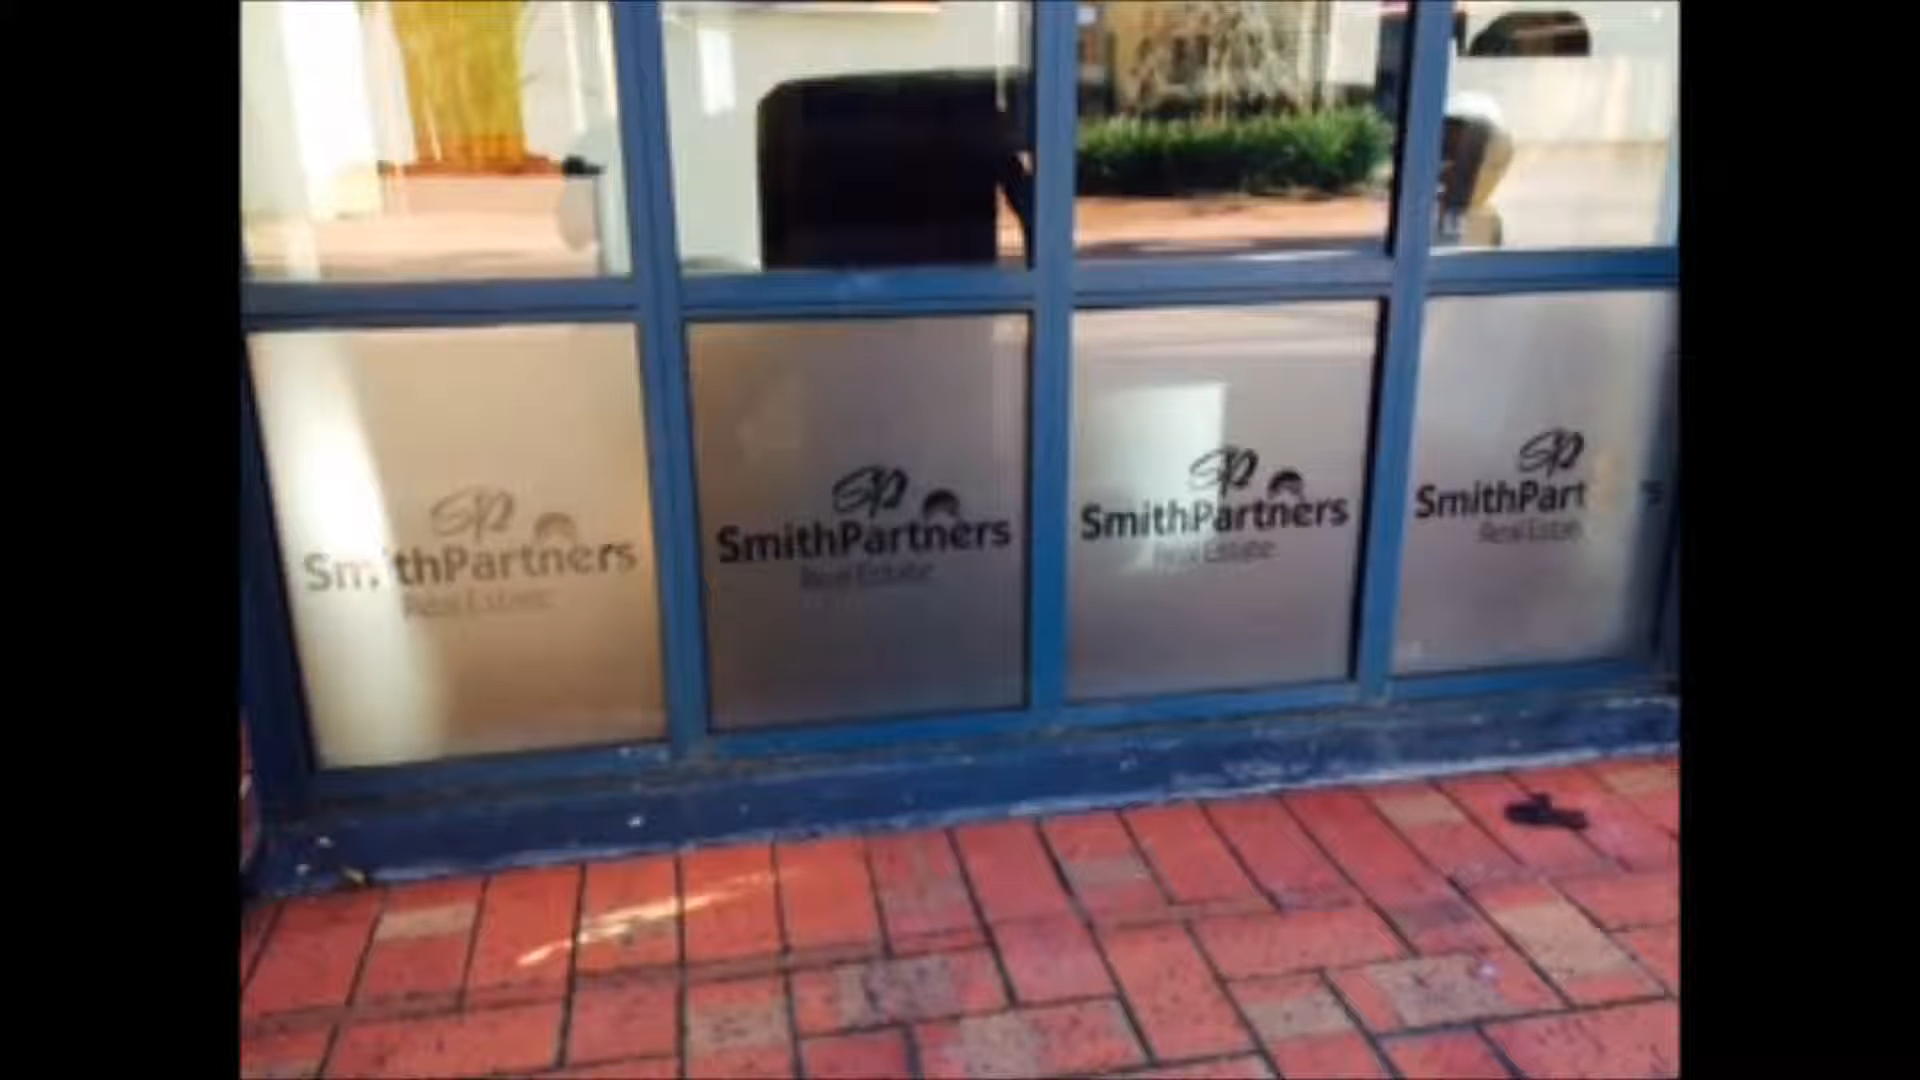 SP
SmithPartners
Real Estate
SP
SmithPartners
Real Estate
SP
SmithPartners
Real Estate
SP
SmithPart s
Real Estate